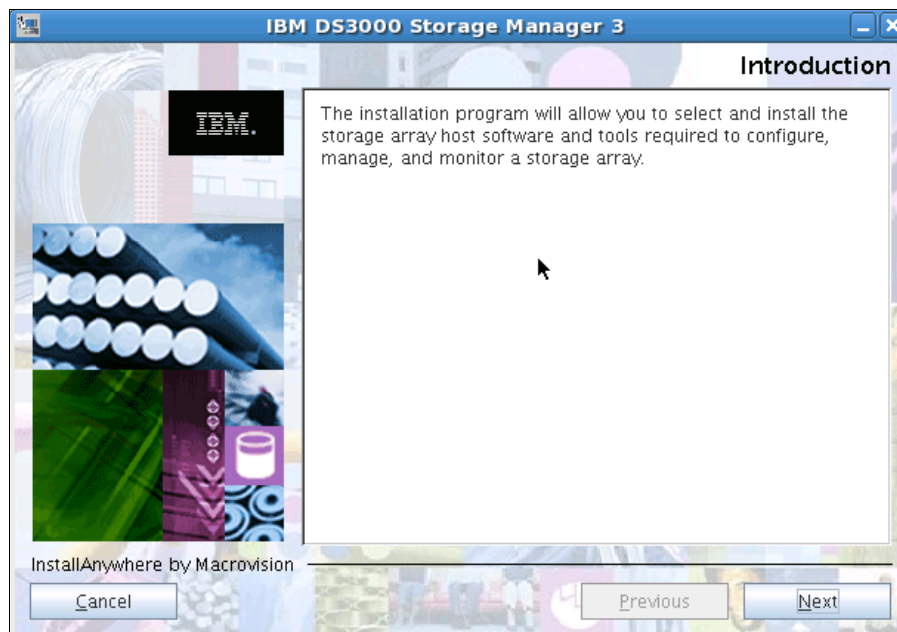 IBM DS3000 Storage Manager 3
Introduction
IBM.
The installation program will allow you to select and install the
storage array host software and tools required to configure,
manage, and monitor a storage array.
InstallAnywhere by Macrovision
Cancel
Previous
Next